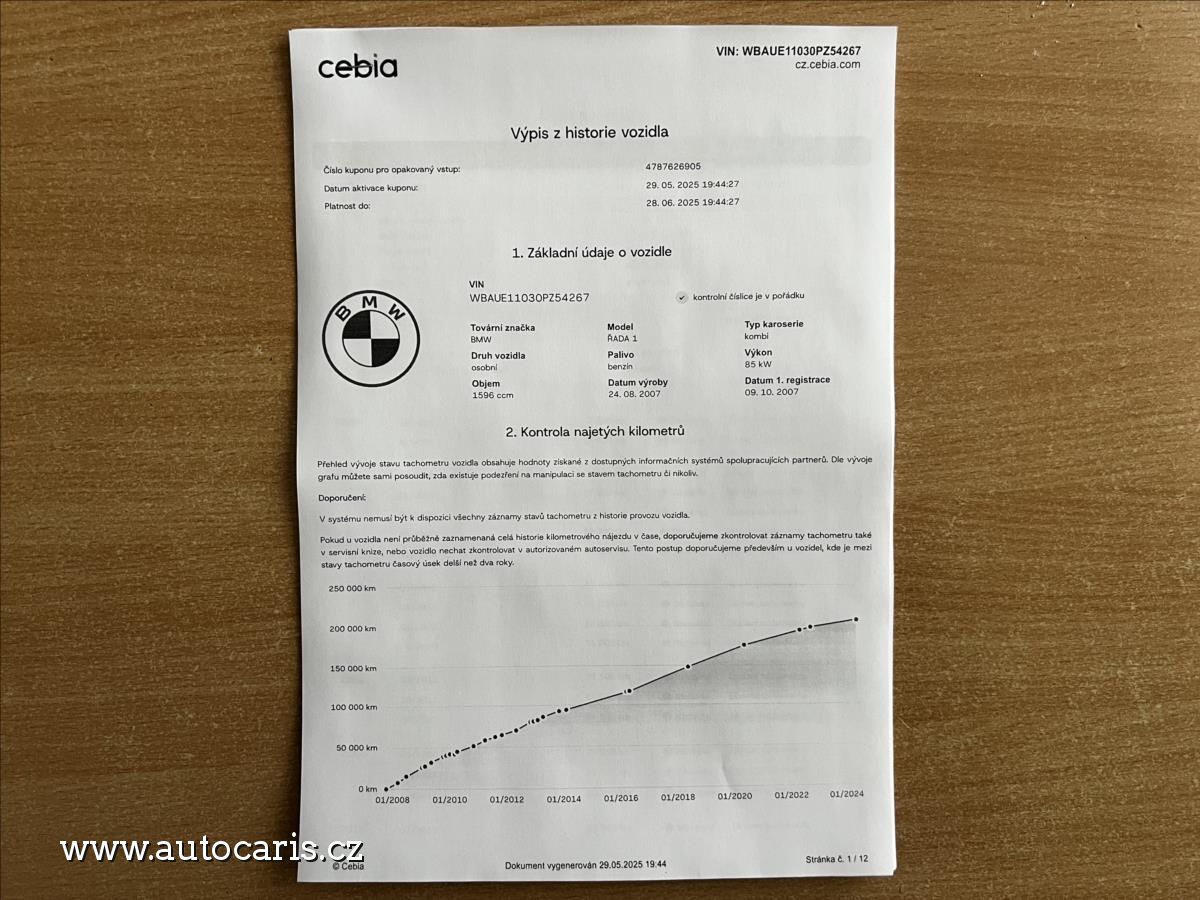 cebia
VIN: WBAUE11030PZ54267
cz.cebia.com
Výpis z historie vozidla
Číslo kuponu pro opakovaný vstup: 4787626905
Datum aktivace kuponu: 29. 05. 2025 19:44:27
Platnost do: 28. 06. 2025 19:44:27
1. Základní údaje o vozidle
BMW
VIN
WBAUE11030PZ54267 kontrolní číslice je v pořádku
Tovární značka Model Typ karoserie
BMW ŘADA 1 kombi
Druh vozidla Palivo Výkon
osobní benzín 85 kW
Objem Datum výroby Datum 1. registrace
1596 ccm 24. 08. 2007 09. 10. 2007
2. Kontrola najetých kilometrů
Přehled vývoje stavu tachometru vozidla obsahuje hodnoty získané z dostupných informačních systémů spolupracujících partnerů. Dle vývoje
grafu můžete sami posoudit, zda existuje podezření na manipulaci se stavem tachometru či nikoliv.
Doporučení:
V systému nemusí být k dispozici všechny záznamy stavů tachometru z historie provozu vozidla.
Pokud u vozidla není průběžně zaznamenaná celá historie kilometrového nájezdu v čase, doporučujeme zkontrolovat záznamy tachometru také
v servisní knize, nebo vozidlo nechat zkontrolovat v autorizovaném autoservisu. Tento postup doporučujeme především u vozidel, kde je mezi
stavy tachometru časový úsek delší než dva roky.
250 000 km
200 000 km
150 000 km
100 000 km
50 000 km
0 km
01/2008 01/2010 01/2012 01/2014 01/2016 01/2018 01/2020 01/2022 01/2024
www.autocaris.cz
© Cebia Dokument vygenerován 29.05.2025 19:44 Stránka č. 1 / 12